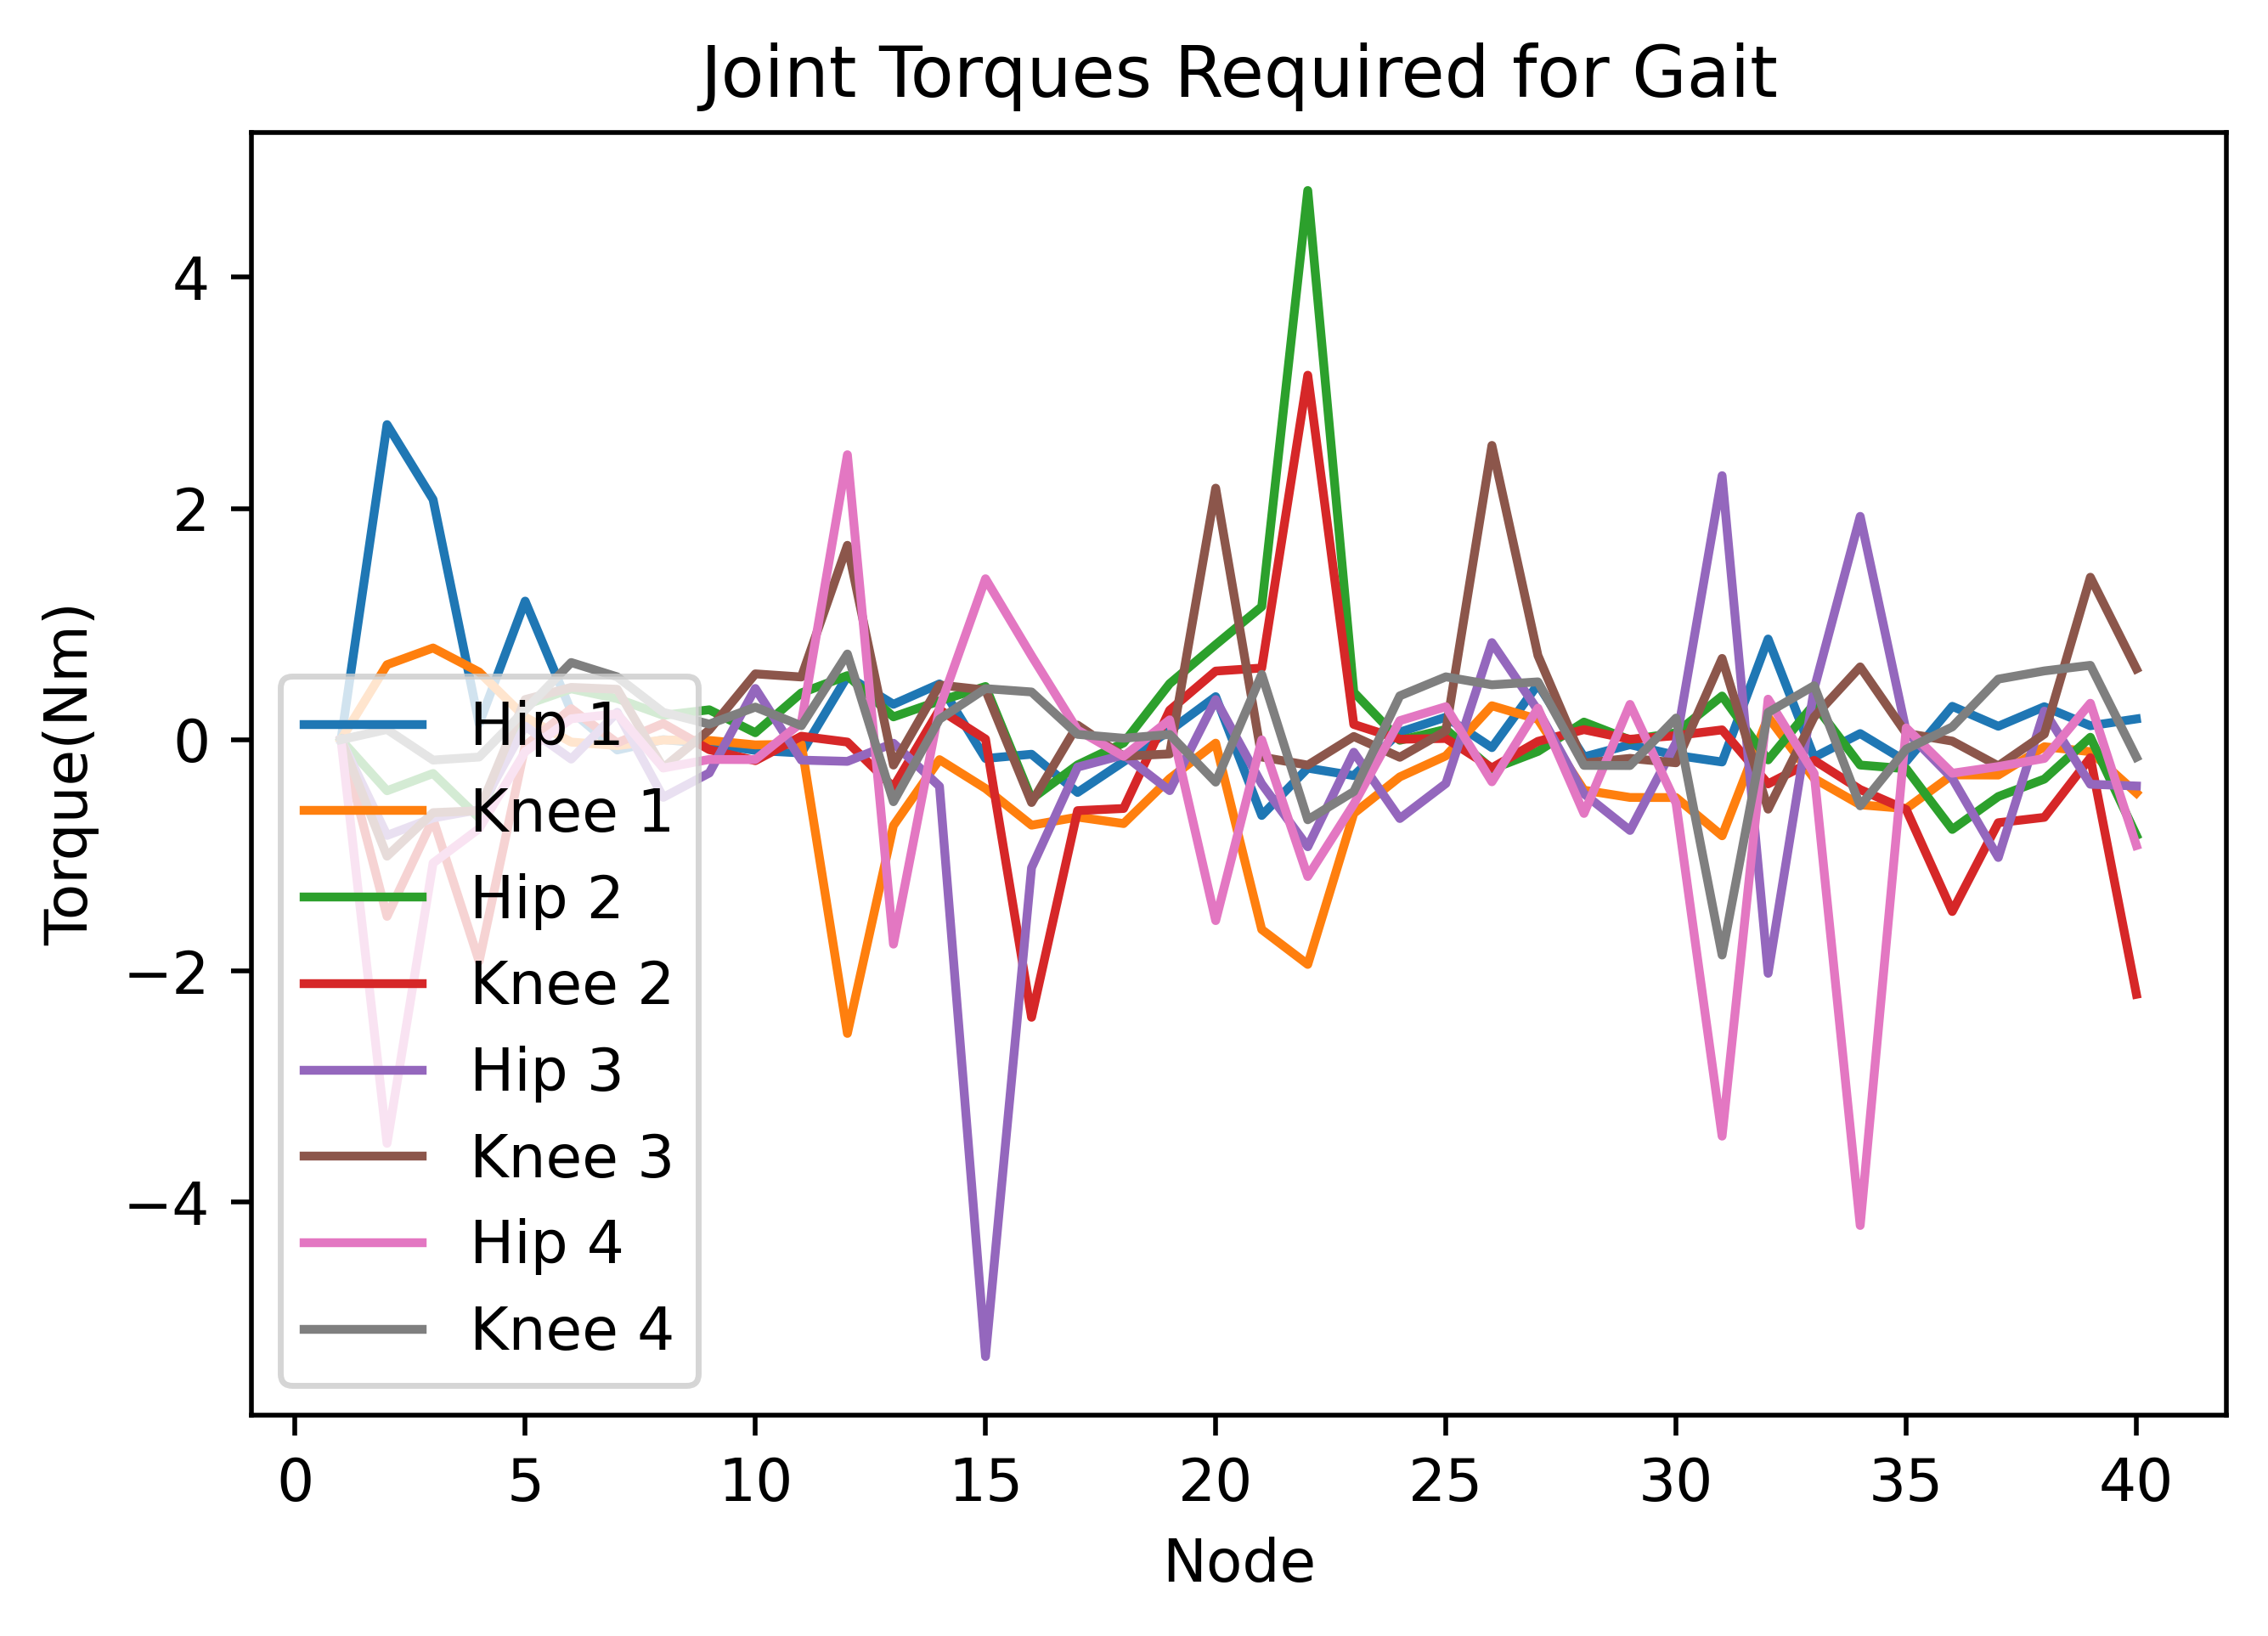 Joint Torques Required for Gait
Torque(Nm)
4
2
0
−2
−4
Hip 1
Knee 1
Hip 2
Knee 2
Hip 3
Knee 3
Hip 4
Knee 4
0 5 10 15 20 25 30 35 40
Node